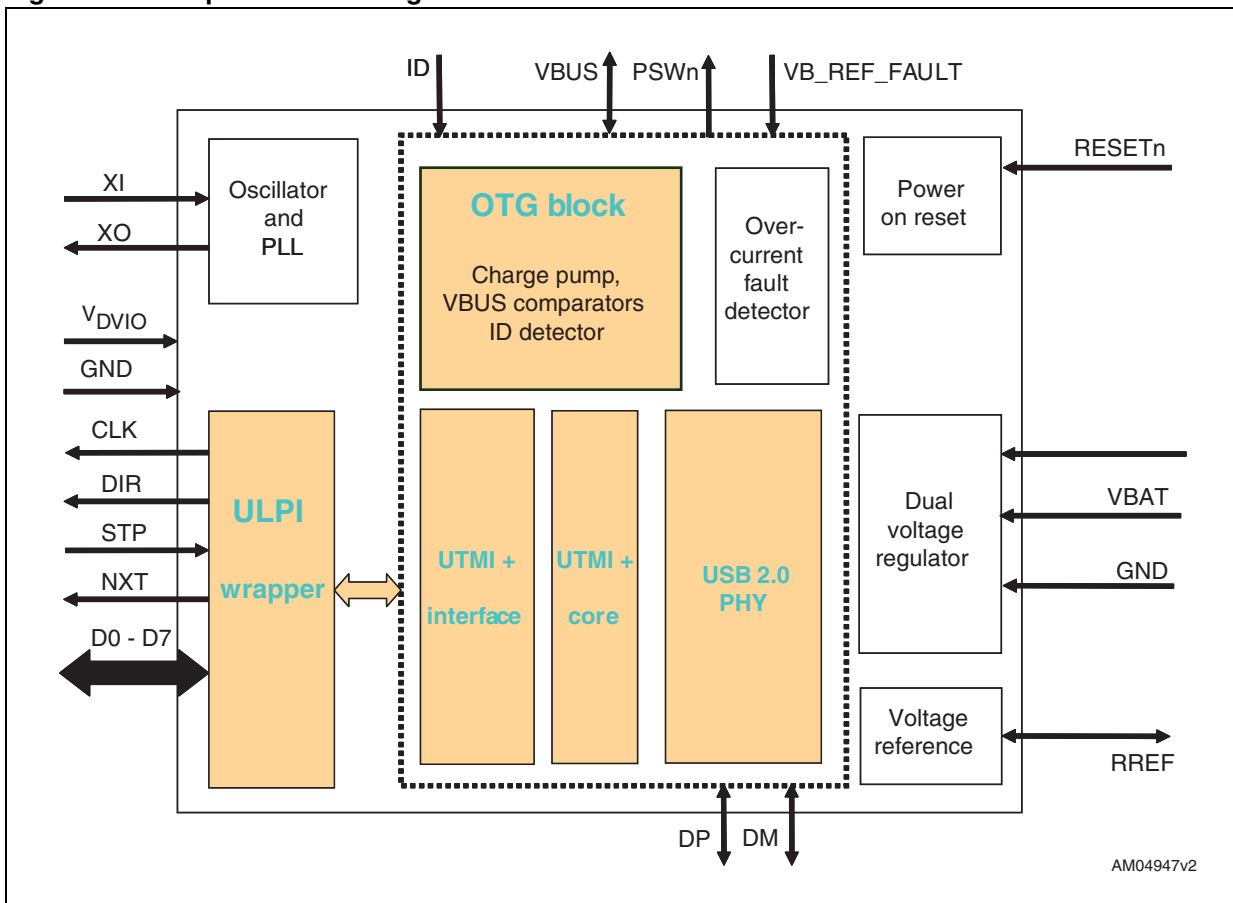 ID
VBUS
PSWn
VB_REF_FAULT
RESETn
XI
XO
Oscillator
and
PLL
OTG block
Charge pump,
VBUS comparators
ID detector
Over-
current
fault
detector
Power
on reset
VDVIO
GND
CLK
DIR
STP
NXT
D0 - D7
ULPI
wrapper
UTMI +
interface
UTMI +
core
USB 2.0
PHY
Dual
voltage
regulator
VBAT
GND
Voltage
reference
RREF
DP
DM
AM04947v2